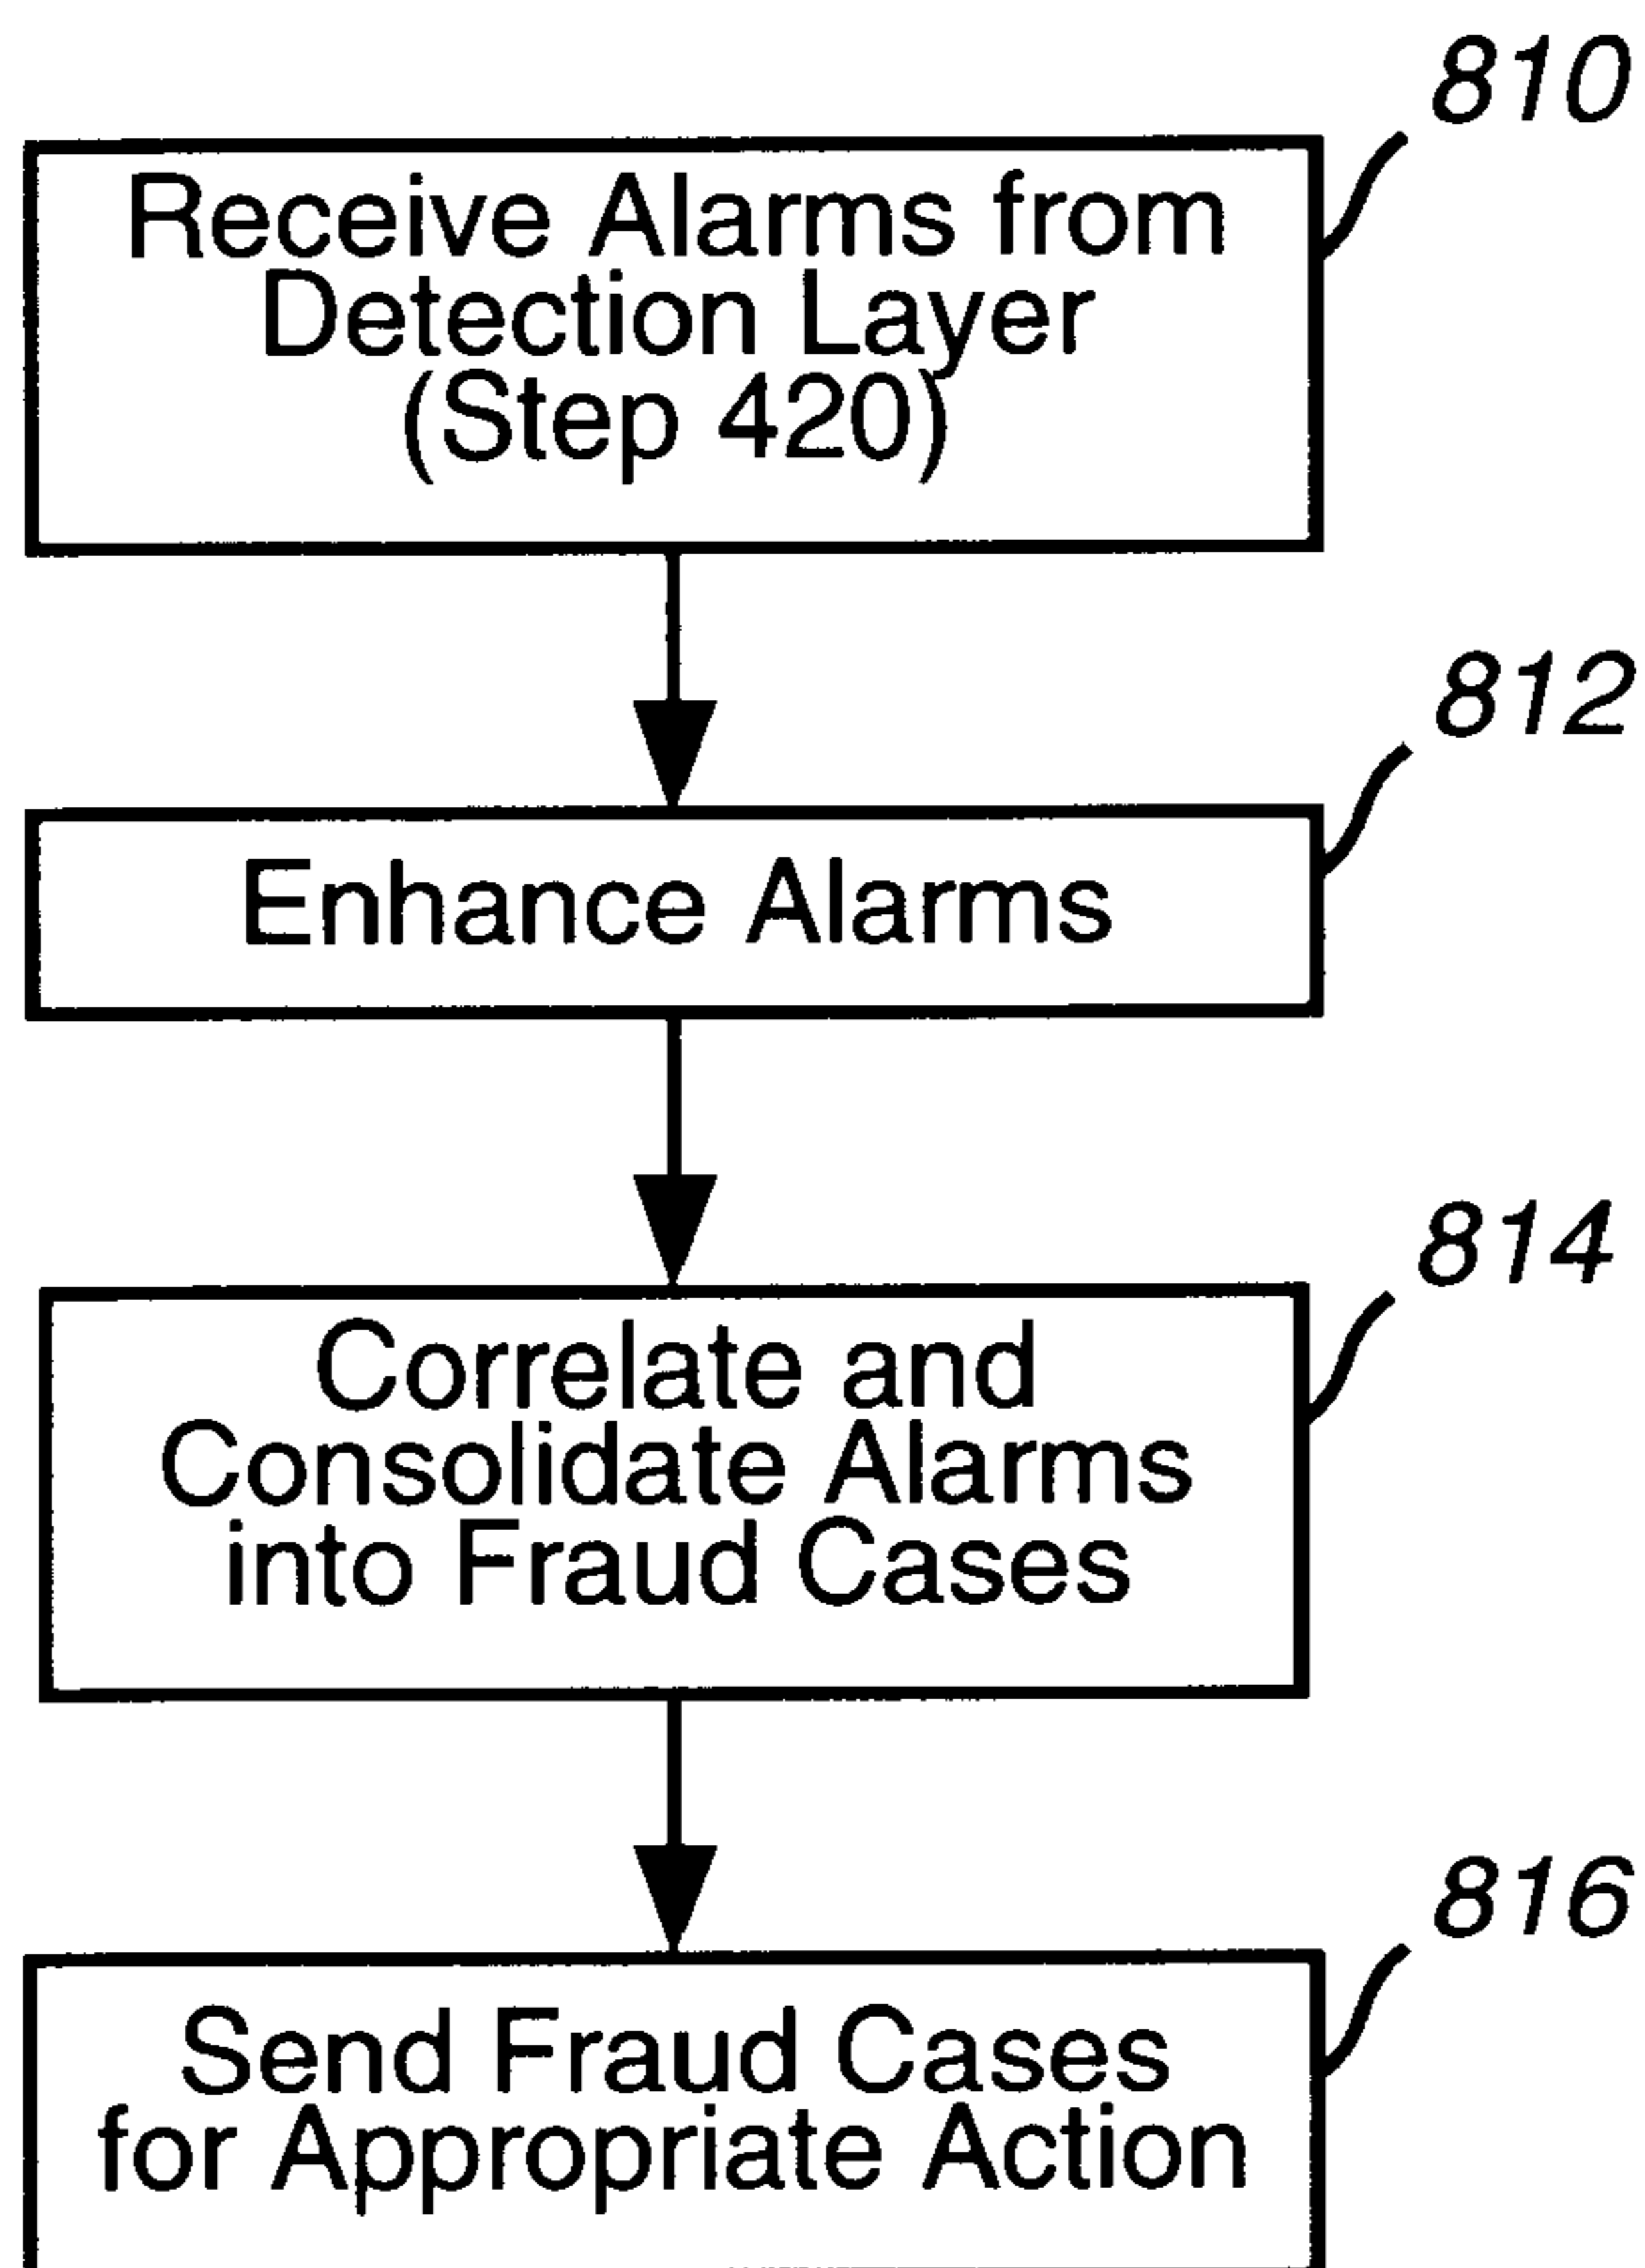 810
Receive Alarms from
Detection Layer
(Step 420)
812
Enhance Alarms
814
Correlate and
Consolidate Alarms
into Fraud Cases
816
Send Fraud Cases
for Appropriate Action